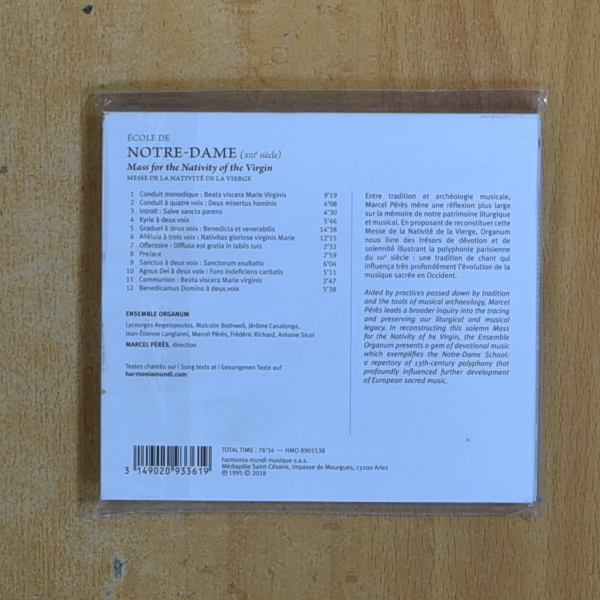 ÉCOLE DE
NOTRE-DAME (XIIIe siècle)
Mass for the Nativity of the Virgin
MESSE DE LA NATIVITÉ DE LA VIERGE
1 Conduit monodique : Beata viscera Marie Virginis 9'19
2 Conduit à quatre voix : Deus misertus hominis 4'08
3 Introït : Salve sancta parens 4'30
4 Kyrie à deux voix 5'46
5 Graduel à deux voix : Benedicta et venerabilis 14'38
6 Alléluia à trois voix : Nativitas gloriose virginis Marie 12'15
7 Offertoire : Diffusa est gratia in labiis tuis 2'32
8 Préface 2'59
9 Sanctus à deux voix : Sanctorum exultatio 6'04
10 Agnus Dei à deux voix : Fons indeficiens caritatis 5'11
11 Communion : Beata viscera Marie virginis 2'47
12 Benedicamus Domino à deux voix 5'38
ENSEMBLE ORGANUM
Lycourgos Angelopoulos, Malcolm Bothwell, Jérôme Casalonga,
Jean-Étienne Langianni, Marcel Pérès, Frédéric Richard, Antoine Sicot
MARCEL PÉRÈS, direction
Textes chantés sur | Sung texts at | Gesungenen Texte auf
harmoniamundi.com
Entre tradition et archéologie musicale,
Marcel Pérès mène une réflexion plus large
sur la mémoire de notre patrimoine liturgique
et musical. En proposant de reconstituer cette
Messe de la Nativité de la Vierge, Organum
nous livre des trésors de dévotion et de
solennité illustrant la polyphonie parisienne
du XIIIe siècle : une tradition de chant qui
influença très profondément l'évolution de la
musique sacrée en Occident.
Aided by practices passed down by tradition
and the tools of musical archaeology, Marcel
Pérès leads a broader inquiry into the tracing
and preserving our liturgical and musical
legacy. In reconstructing this solemn Mass
for the Nativity of he Virgin, the Ensemble
Organum presents a gem of devotional music
which exemplifies the Notre-Dame School:
a repertory of 13th-century polyphony that
profoundly influenced further development
of European sacred music.
3 149020 933619
TOTAL TIME : 76'34 — HMO 8901538
harmonia mundi musique s.a.s.
Médiapôle Saint-Césaire, Impasse de Mourgues, 13200 Arles
℗ 1995 © 2018